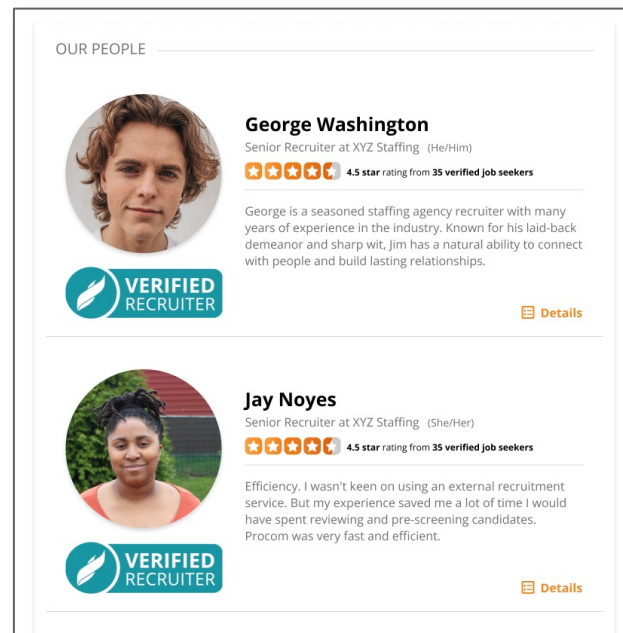 OUR PEOPLE
George Washington
Senior Recruiter at XYZ Staffing (He/Him)
4.5 star rating from 35 verified job seekers
George is a seasoned staffing agency recruiter with many
years of experience in the industry. Known for his laid-back
demeanor and sharp wit, Jim has a natural ability to connect
with people and build lasting relationships.
VERIFIED
RECRUITER
Details
Jay Noyes
Senior Recruiter at XYZ Staffing (She/Her)
4.5 star rating from 35 verified job seekers
Efficiency. I wasn't keen on using an external recruitment
service. But my experience saved me a lot of time I would
have spent reviewing and pre-screening candidates.
Procom was very fast and efficient.
VERIFIED
RECRUITER
Details